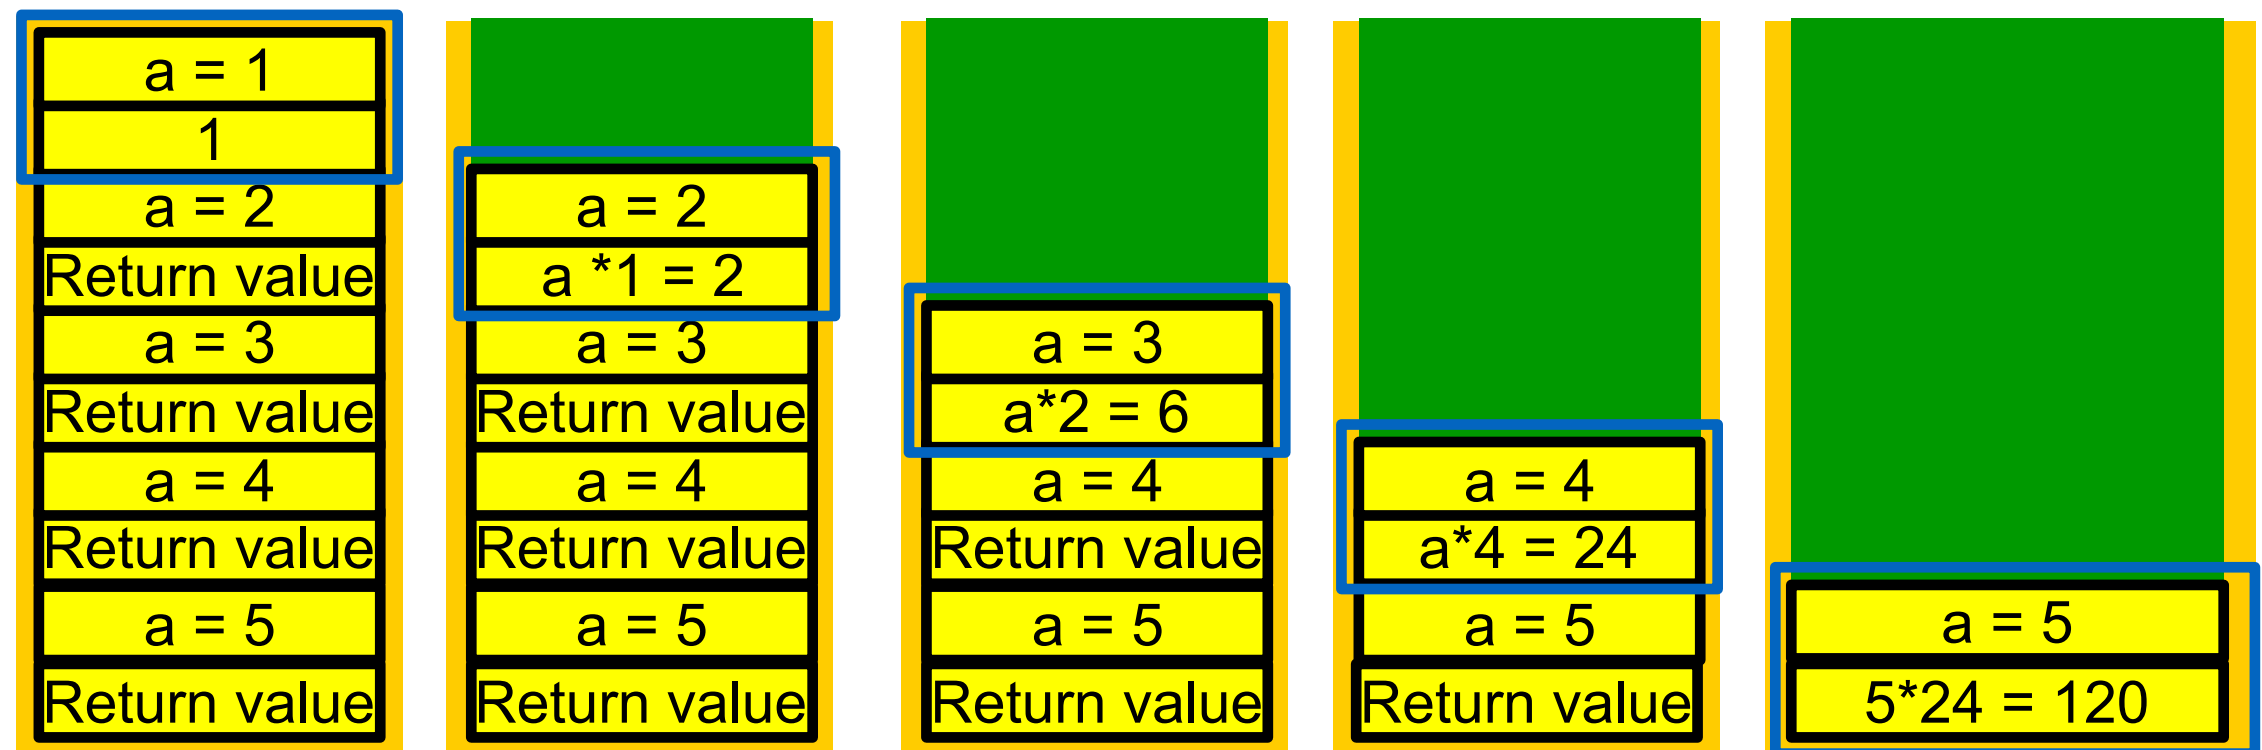 a = 1
1
a = 2
Return value
a = 3
Return value
a = 4
Return value
a = 5
Return value
a = 2
a *1 = 2
a = 3
Return value
a = 4
Return value
a = 5
Return value
a = 3
a*2 = 6
a = 4
Return value
a = 5
Return value
a = 4
a*4 = 24
a = 5
Return value
a = 5
5*24 = 120